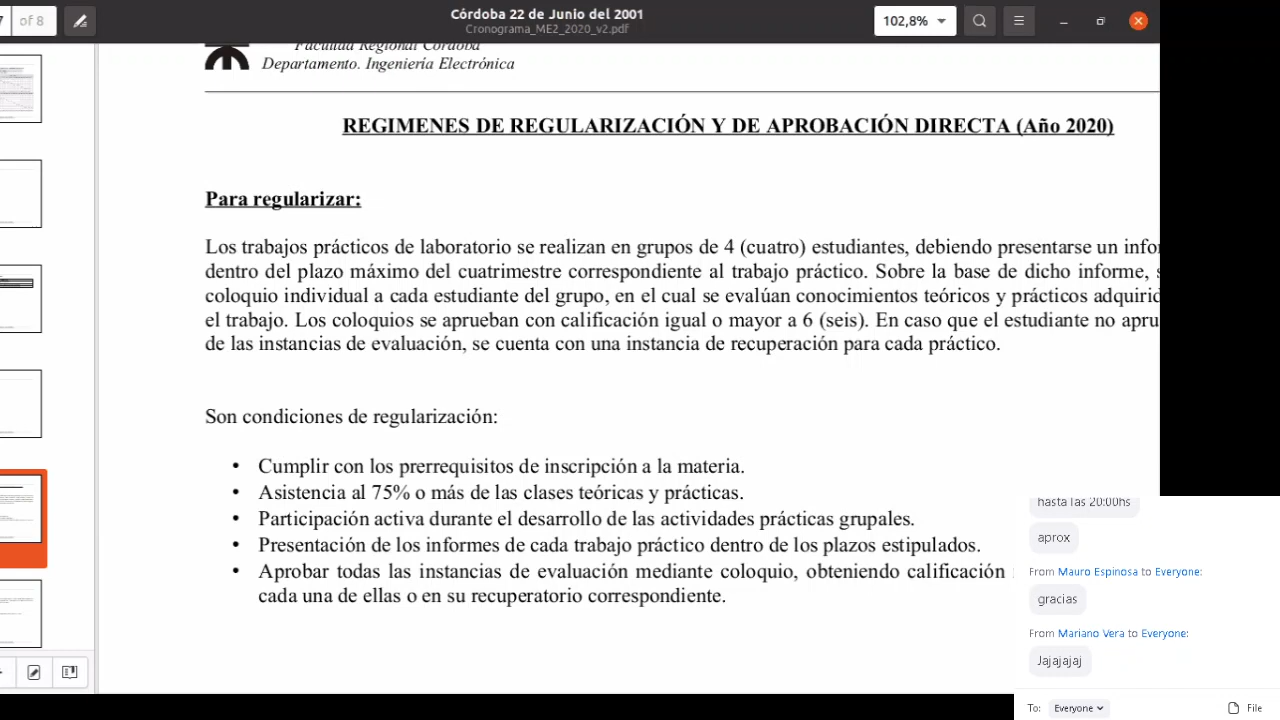 7 of 8
Córdoba 22 de Junio del 2001
Cronograma_ME2_2020_v2.pdf
102,8%
Facultad Regional Córdoba
Departamento. Ingeniería Electrónica
REGIMENES DE REGULARIZACIÓN Y DE APROBACIÓN DIRECTA (Año 2020)
Para regularizar:
Los trabajos prácticos de laboratorio se realizan en grupos de 4 (cuatro) estudiantes, debiendo presentarse un info
dentro del plazo máximo del cuatrimestre correspondiente al trabajo práctico. Sobre la base de dicho informe, s
coloquio individual a cada estudiante del grupo, en el cual se evalúan conocimientos teóricos y prácticos adquirid
el trabajo. Los coloquios se aprueban con calificación igual o mayor a 6 (seis). En caso que el estudiante no apru
de las instancias de evaluación, se cuenta con una instancia de recuperación para cada práctico.
Son condiciones de regularización:
• Cumplir con los prerrequisitos de inscripción a la materia.
• Asistencia al 75% o más de las clases teóricas y prácticas.
• Participación activa durante el desarrollo de las actividades prácticas grupales.
• Presentación de los informes de cada trabajo práctico dentro de los plazos estipulados.
• Aprobar todas las instancias de evaluación mediante coloquio, obteniendo calificación
cada una de ellas o en su recuperatorio correspondiente.
hasta las 20:00hs
aprox
From Mauro Espinosa to Everyone:
gracias
From Mariano Vera to Everyone:
Jajajajaj
To: Everyone
File